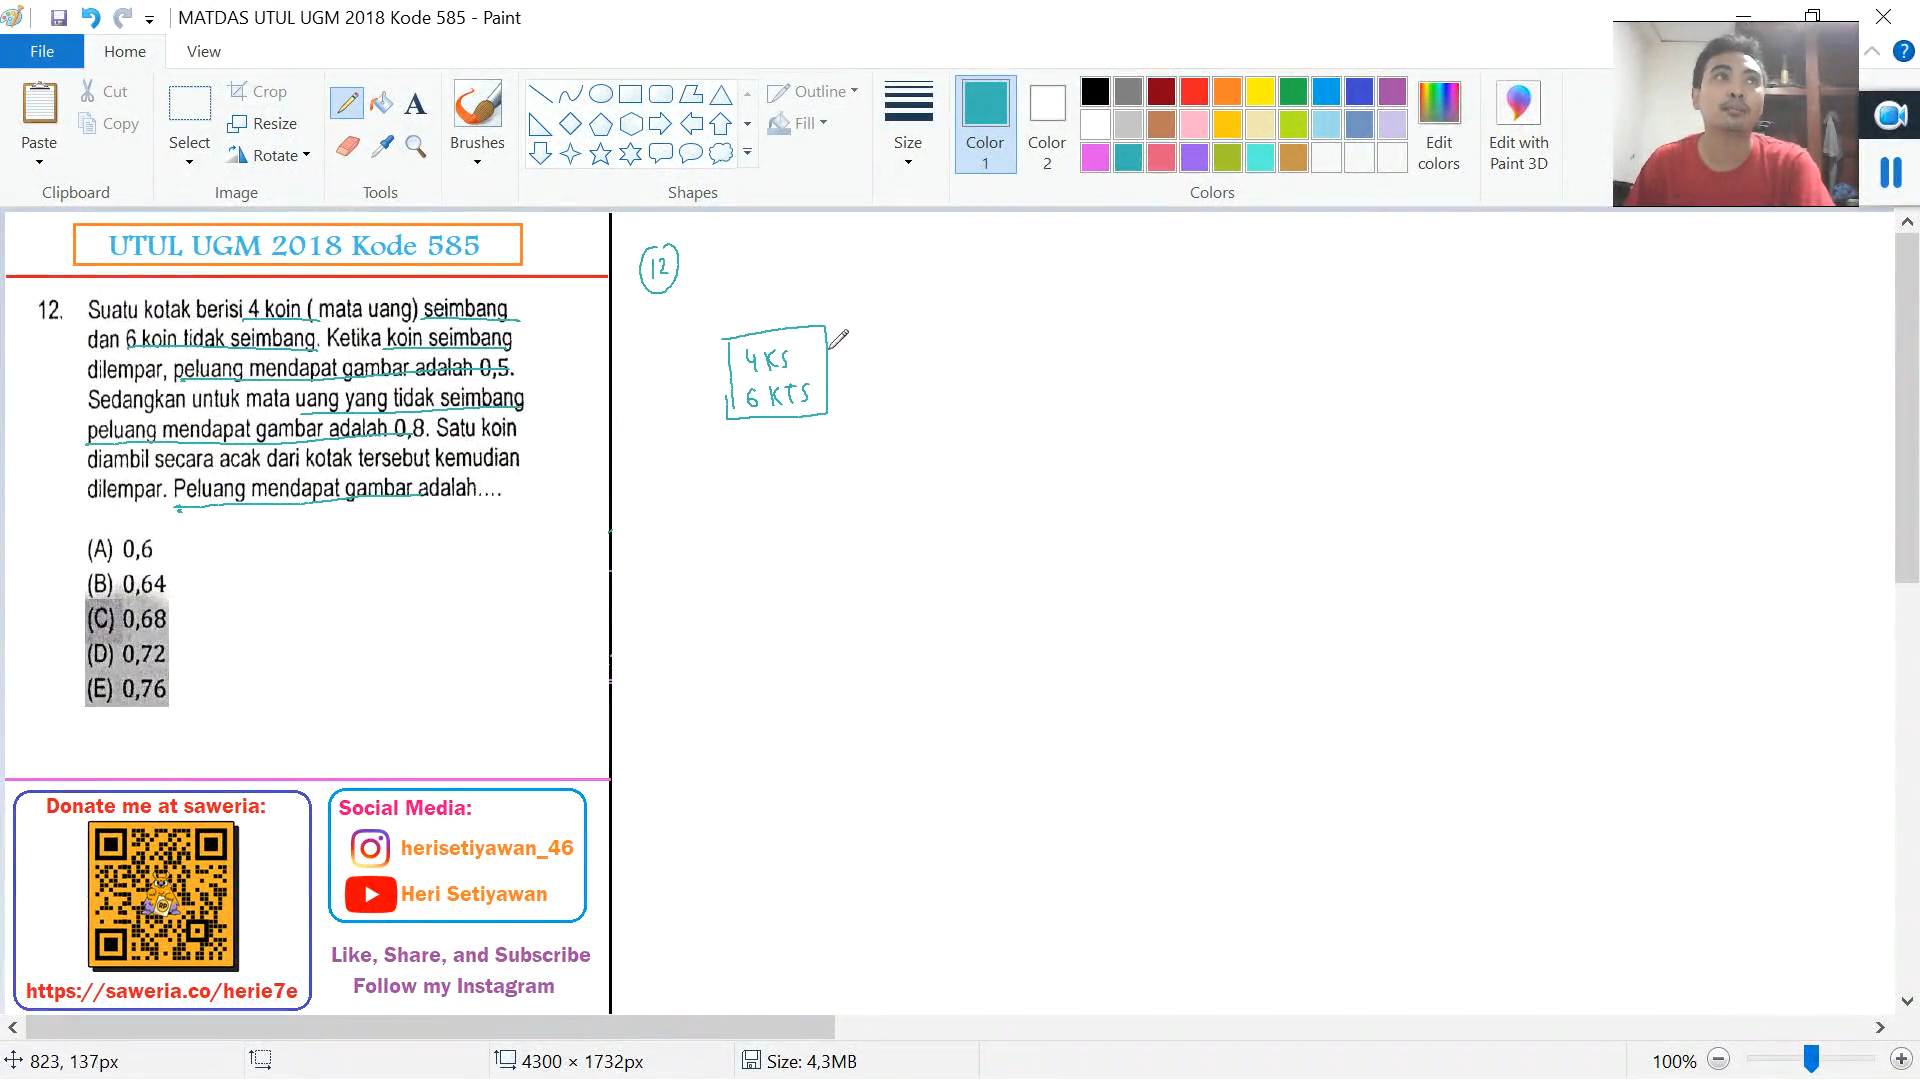 MATDAS UTUL UGM 2018 Kode 585 - Paint
File
Home
View
Paste
Cut
Copy
Clipboard
Select
Crop
Resize
Rotate
Image
A
Tools
Brushes
Shapes
Outline
Fill
Size
Color
1
Color
2
Colors
Edit
colors
Edit with
Paint 3D
?
UTUL UGM 2018 Kode 585
12. Suatu kotak berisi 4 koin ( mata uang) seimbang
dan 6 koin tidak seimbang. Ketika koin seimbang
dilempar, peluang mendapat gambar adalah 0,5.
Sedangkan untuk mata uang yang tidak seimbang
peluang mendapat gambar adalah 0,8. Satu koin
diambil secara acak dari kotak tersebut kemudian
dilempar. Peluang mendapat gambar adalah....
(A) 0,6
(B) 0,64
(C) 0,68
(D) 0,72
(E) 0,76
12
4 KS
6 KTS
Donate me at saweria:
RP
https://saweria.co/herie7e
Social Media:
herisetiyawan_46
Heri Setiyawan
Like, Share, and Subscribe
Follow my Instagram
823, 137px
4300 × 1732px
Size: 4,3MB
100%